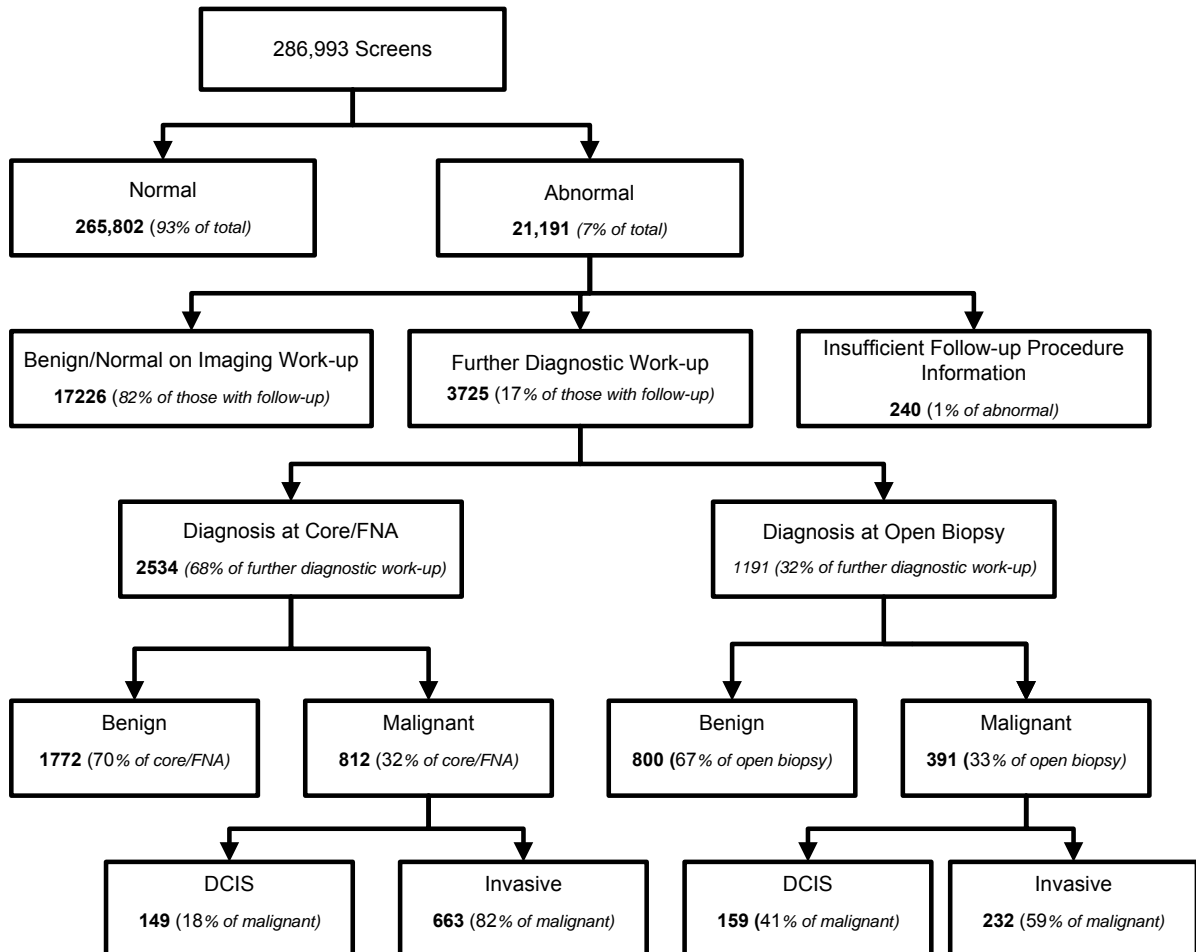 286,993 Screens
Normal
265,802 (93% of total)
Abnormal
21,191 (7% of total)
Benign/Normal on Imaging Work-up
17226 (82% of those with follow-up)
Further Diagnostic Work-up
3725 (17% of those with follow-up)
Insufficient Follow-up Procedure
Information
240 (1% of abnormal)
Diagnosis at Core/FNA
2534 (68% of further diagnostic work-up)
Diagnosis at Open Biopsy
1191 (32% of further diagnostic work-up)
Benign
1772 (70% of core/FNA)
Malignant
812 (32% of core/FNA)
Benign
800 (67% of open biopsy)
Malignant
391 (33% of open biopsy)
DCIS
149 (18% of malignant)
Invasive
663 (82% of malignant)
DCIS
159 (41% of malignant)
Invasive
232 (59% of malignant)